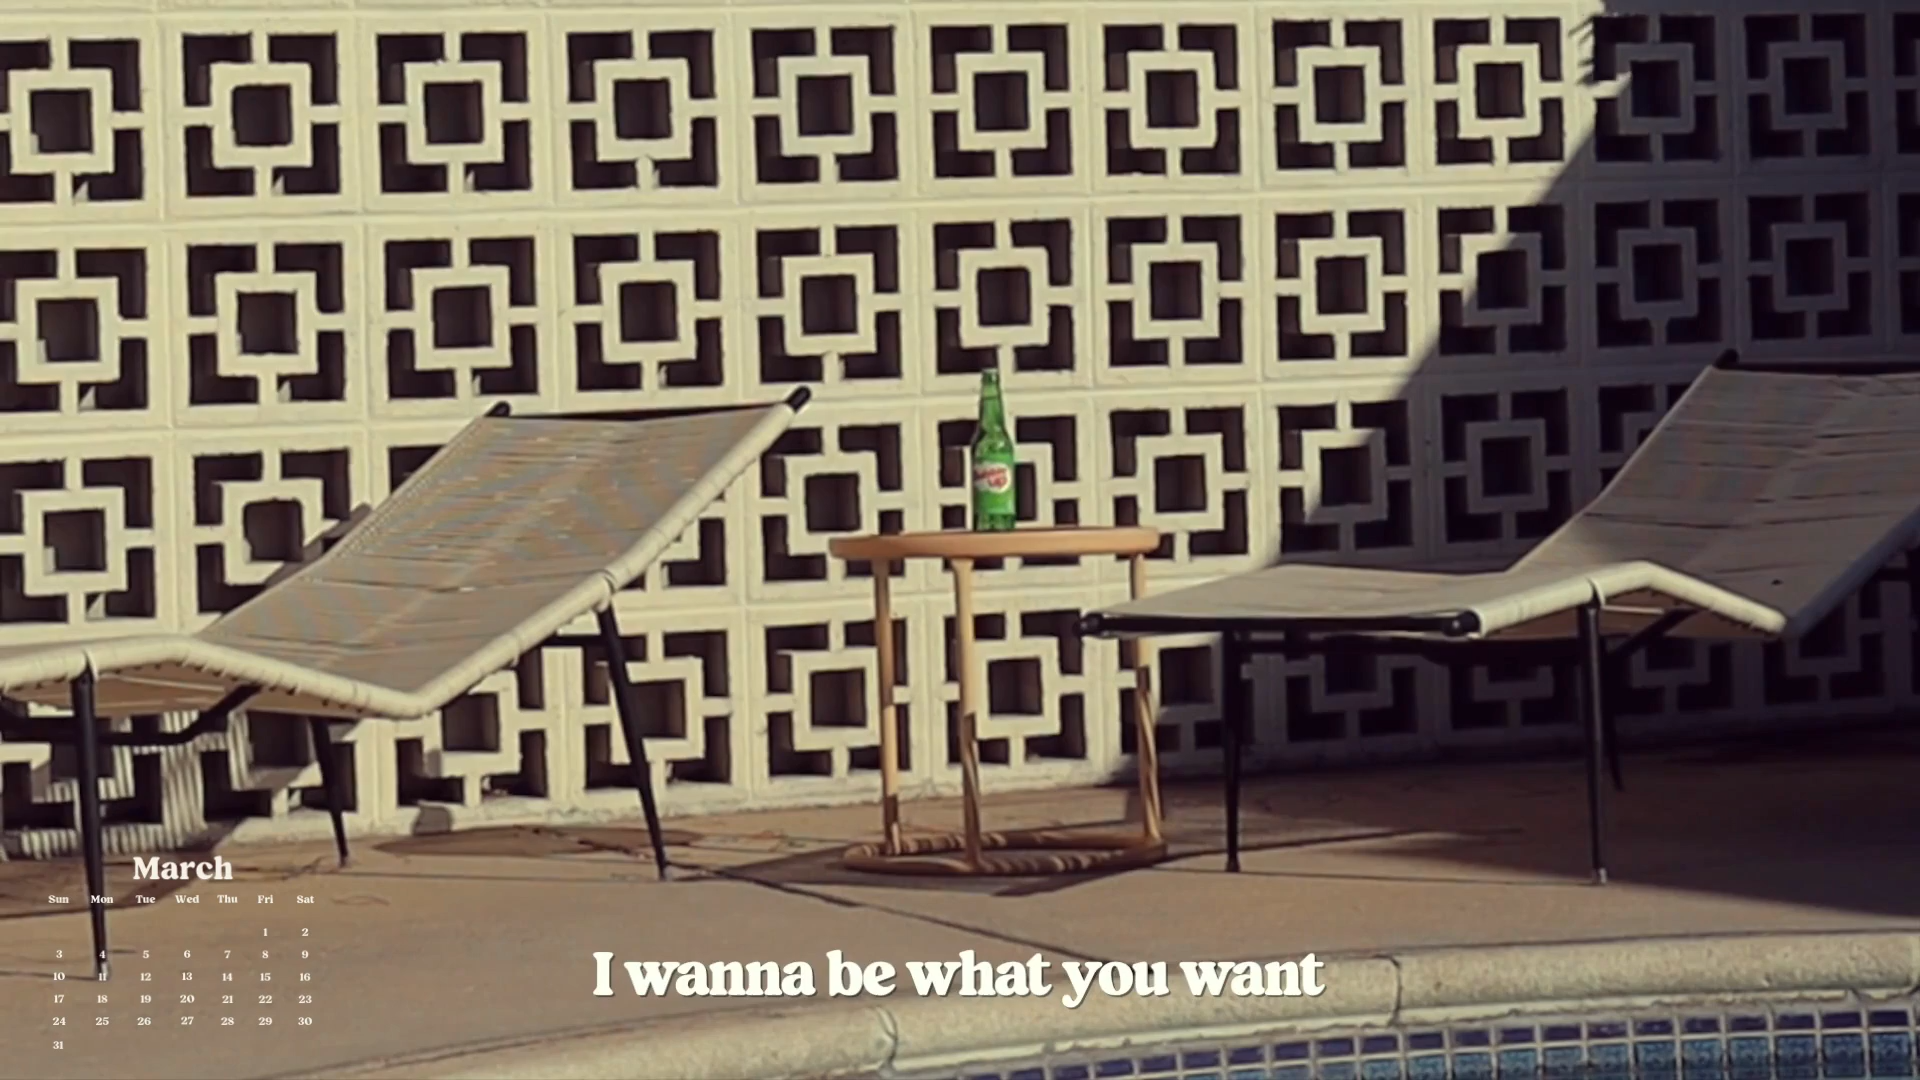 March
Sun Mon Tue Wed Thu Fri Sat
1 2
3 4 5 6 7 8 9
10 11 12 13 14 15 16
17 18 19 20 21 22 23
24 25 26 27 28 29 30
31
I wanna be what you want